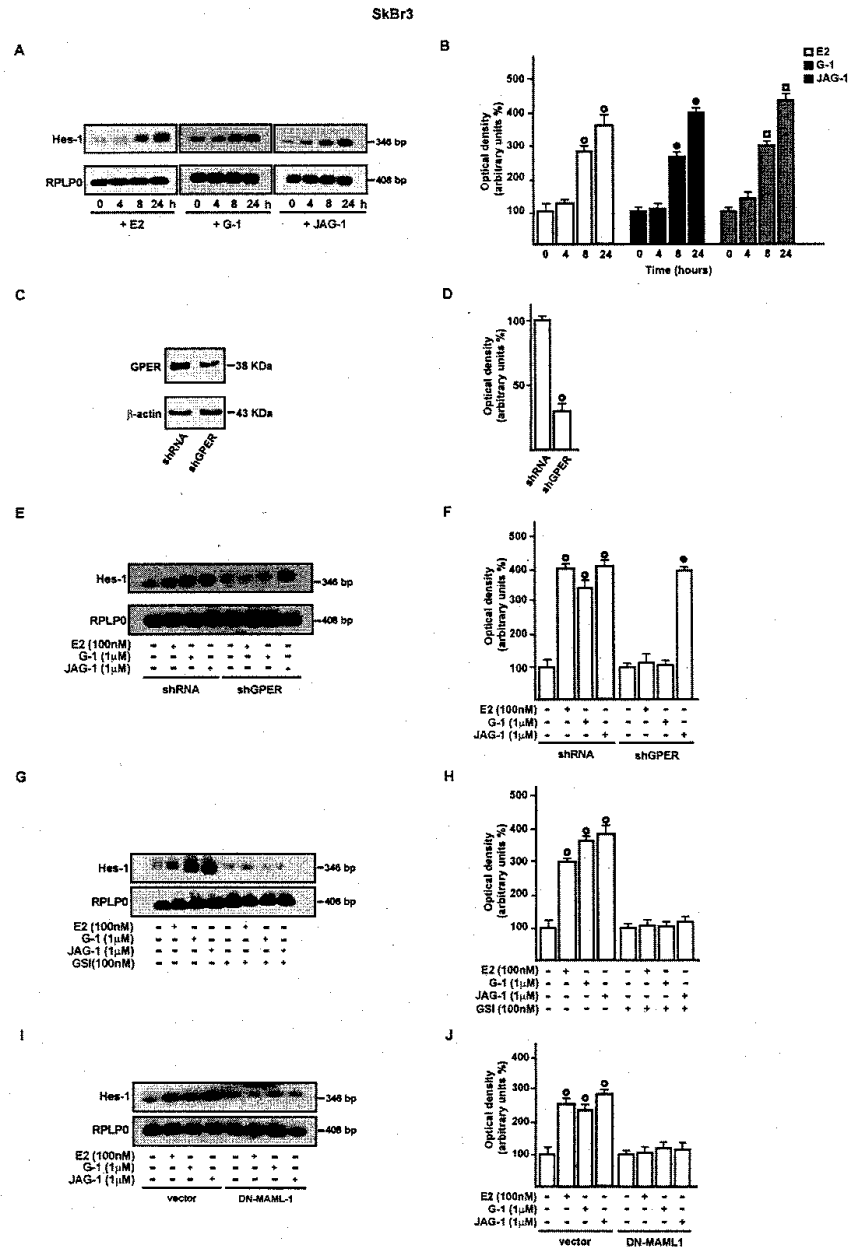 SkBr3
A
Hes-1
346 bp
RPLP0
408 bp
0 4 8 24 0 4 8 24 0 4 8 24 h
+ E2 + G-1 + JAG-1
B
E2
G-1
JAG-1
Optical density
(arbitrary units %)
500
400
300
200
100
0 4 8 24 0 4 8 24 0 4 8 24
Time (hours)
C
GPER
38 KDa
β-actin
43 KDa
shRNA
shGPER
D
Optical density
(arbitrary units %)
100
50
shRNA
shGPER
E
Hes-1
346 bp
RPLP0
408 bp
E2 (100nM) - + - - - + - -
G-1 (1µM) - - + - - - + -
JAG-1 (1µM) - - - + - - - +
shRNA shGPER
F
Optical density
(arbitrary units %)
500
400
300
200
100
E2 (100nM) - + - - - + - -
G-1 (1µM) - - + - - - + -
JAG-1 (1µM) - - - + - - - +
shRNA shGPER
G
Hes-1
346 bp
RPLP0
408 bp
E2 (100nM) - + - - - + - -
G-1 (1µM) - - + - - - + -
JAG-1 (1µM) - - - + - - - +
GSI(100nM) - - - - + + + +
H
Optical density
(arbitrary units %)
500
400
300
200
100
E2 (100nM) - + - - - + - -
G-1 (1µM) - - + - - - + -
JAG-1 (1µM) - - - + - - - +
GSI (100nM) - - - - + + + +
I
Hes-1
346 bp
RPLP0
408 bp
E2 (100nM) - + - - - + - -
G-1 (1µM) - - + - - - + -
JAG-1 (1µM) - - - + - - - +
vector DN-MAML-1
J
Optical density
(arbitrary units %)
400
300
200
100
E2 (100nM) - + - - - + - -
G-1 (1µM) - - + - - - + -
JAG-1 (1µM) - - - + - - - +
vector DN-MAML1